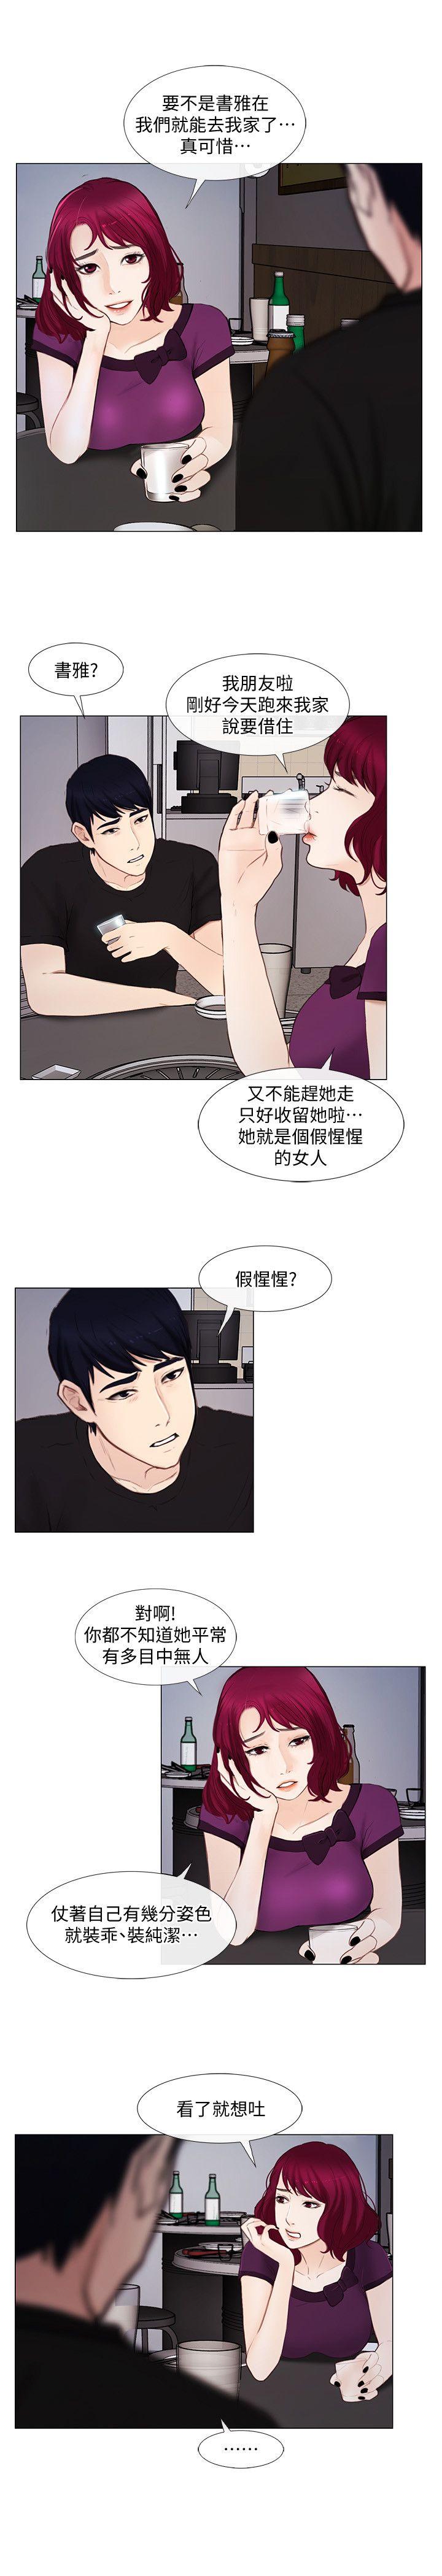 要不是書雅在
我們就能去我家了…
真可惜…
書雅?
我朋友啦
剛好今天跑來我家
說要借住
又不能趕她走
只好收留她啦…
她就是個假惺惺
的女人
假惺惺?
對啊!
你都不知道她平常
有多目中無人
仗著自己有幾分姿色
就裝乖、裝純潔…
看了就想吐
……